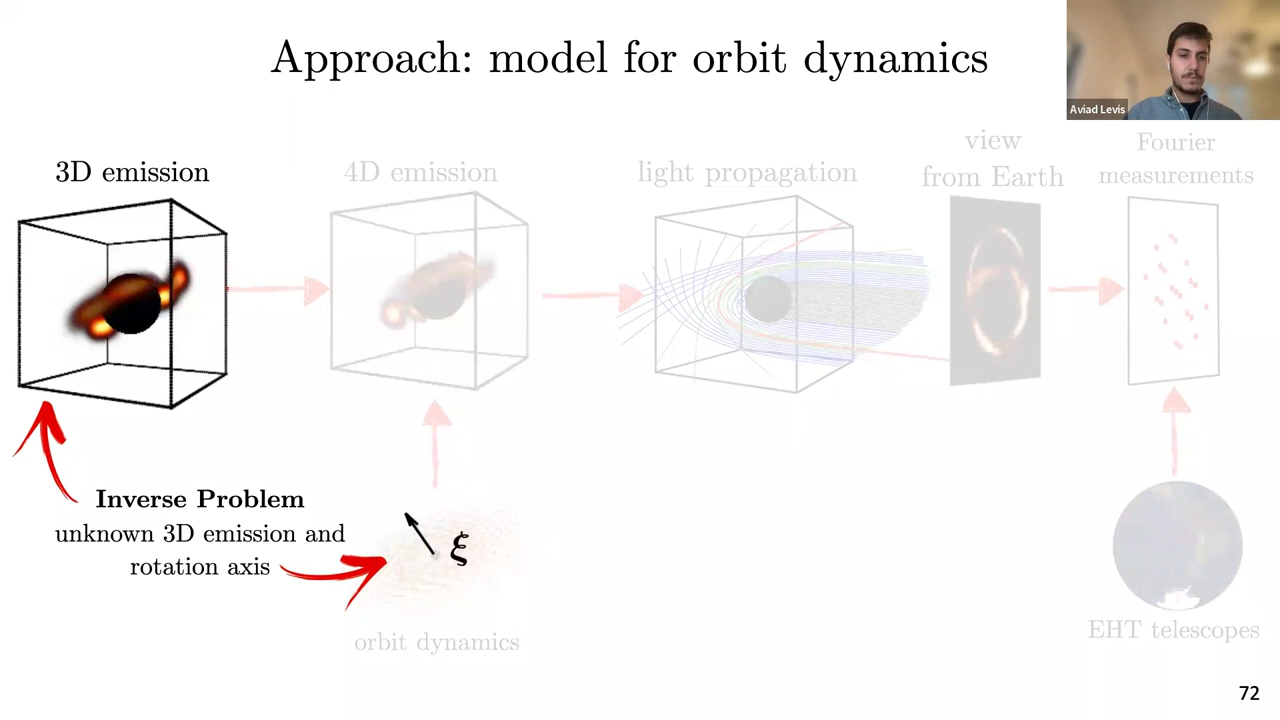 Approach: model for orbit dynamics
Aviad Levis
3D emission
4D emission
light propagation
view
from Earth
Fourier
measurements
Inverse Problem
unknown 3D emission and
rotation axis
ξ
orbit dynamics
EHT telescopes
72